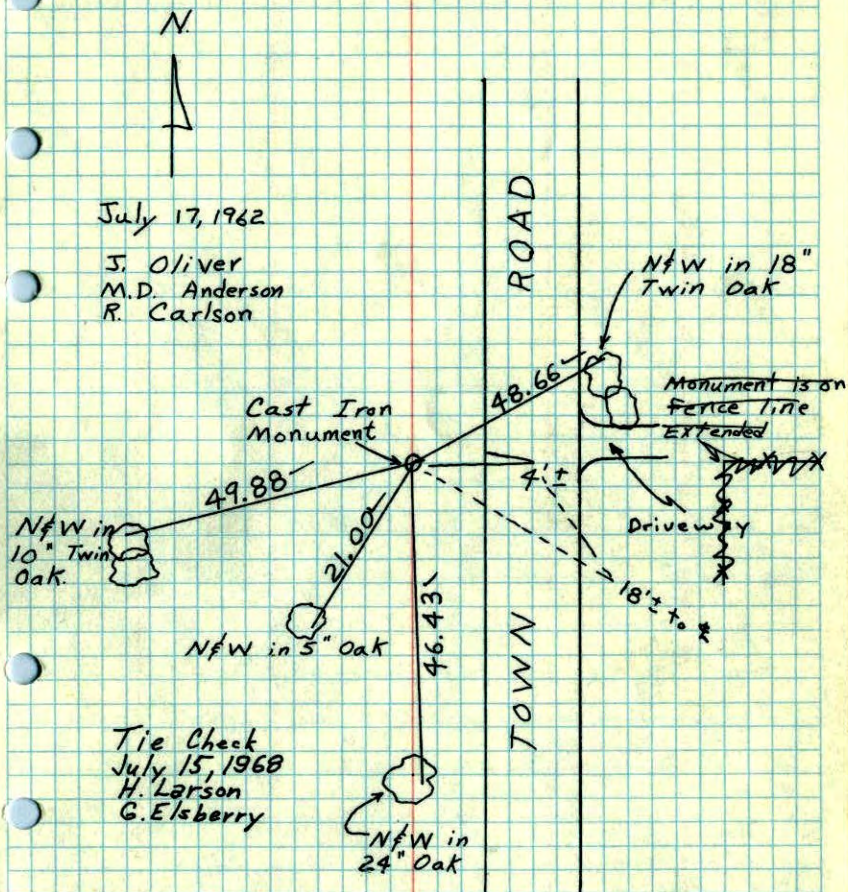 N.
July 17, 1962
J. Oliver
M.D. Anderson
R. Carlson
ROAD
N&W in 18"
Twin Oak
48.66
Monument is on
Fence line
Extended
Cast Iron
Monument
49.88
4'±
Driveway
N&W in
10" Twin
Oak.
21.00
18'± to ℄
46.43
N&W in 5" Oak
TOWN
Tie Check
July 15, 1968
H. Larson
G. Elsberry
N&W in
24" Oak